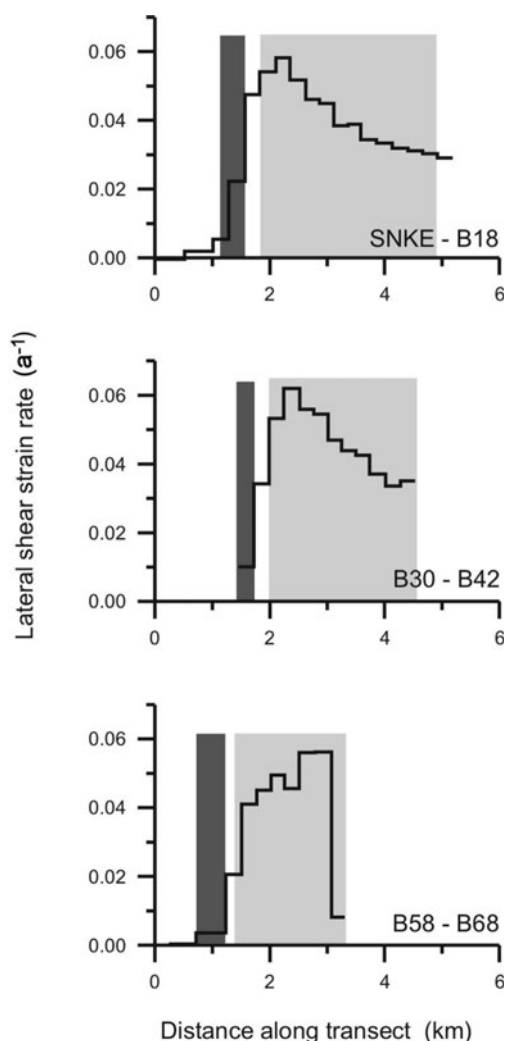 0.06
0.04
0.02
0.00
SNKE - B18
0 2 4 6
0.06
0.04
0.02
0.00
B30 - B42
0 2 4 6
0.06
0.04
0.02
0.00
B58 - B68
0 2 4 6
Lateral shear strain rate (a⁻¹)
Distance along transect (km)